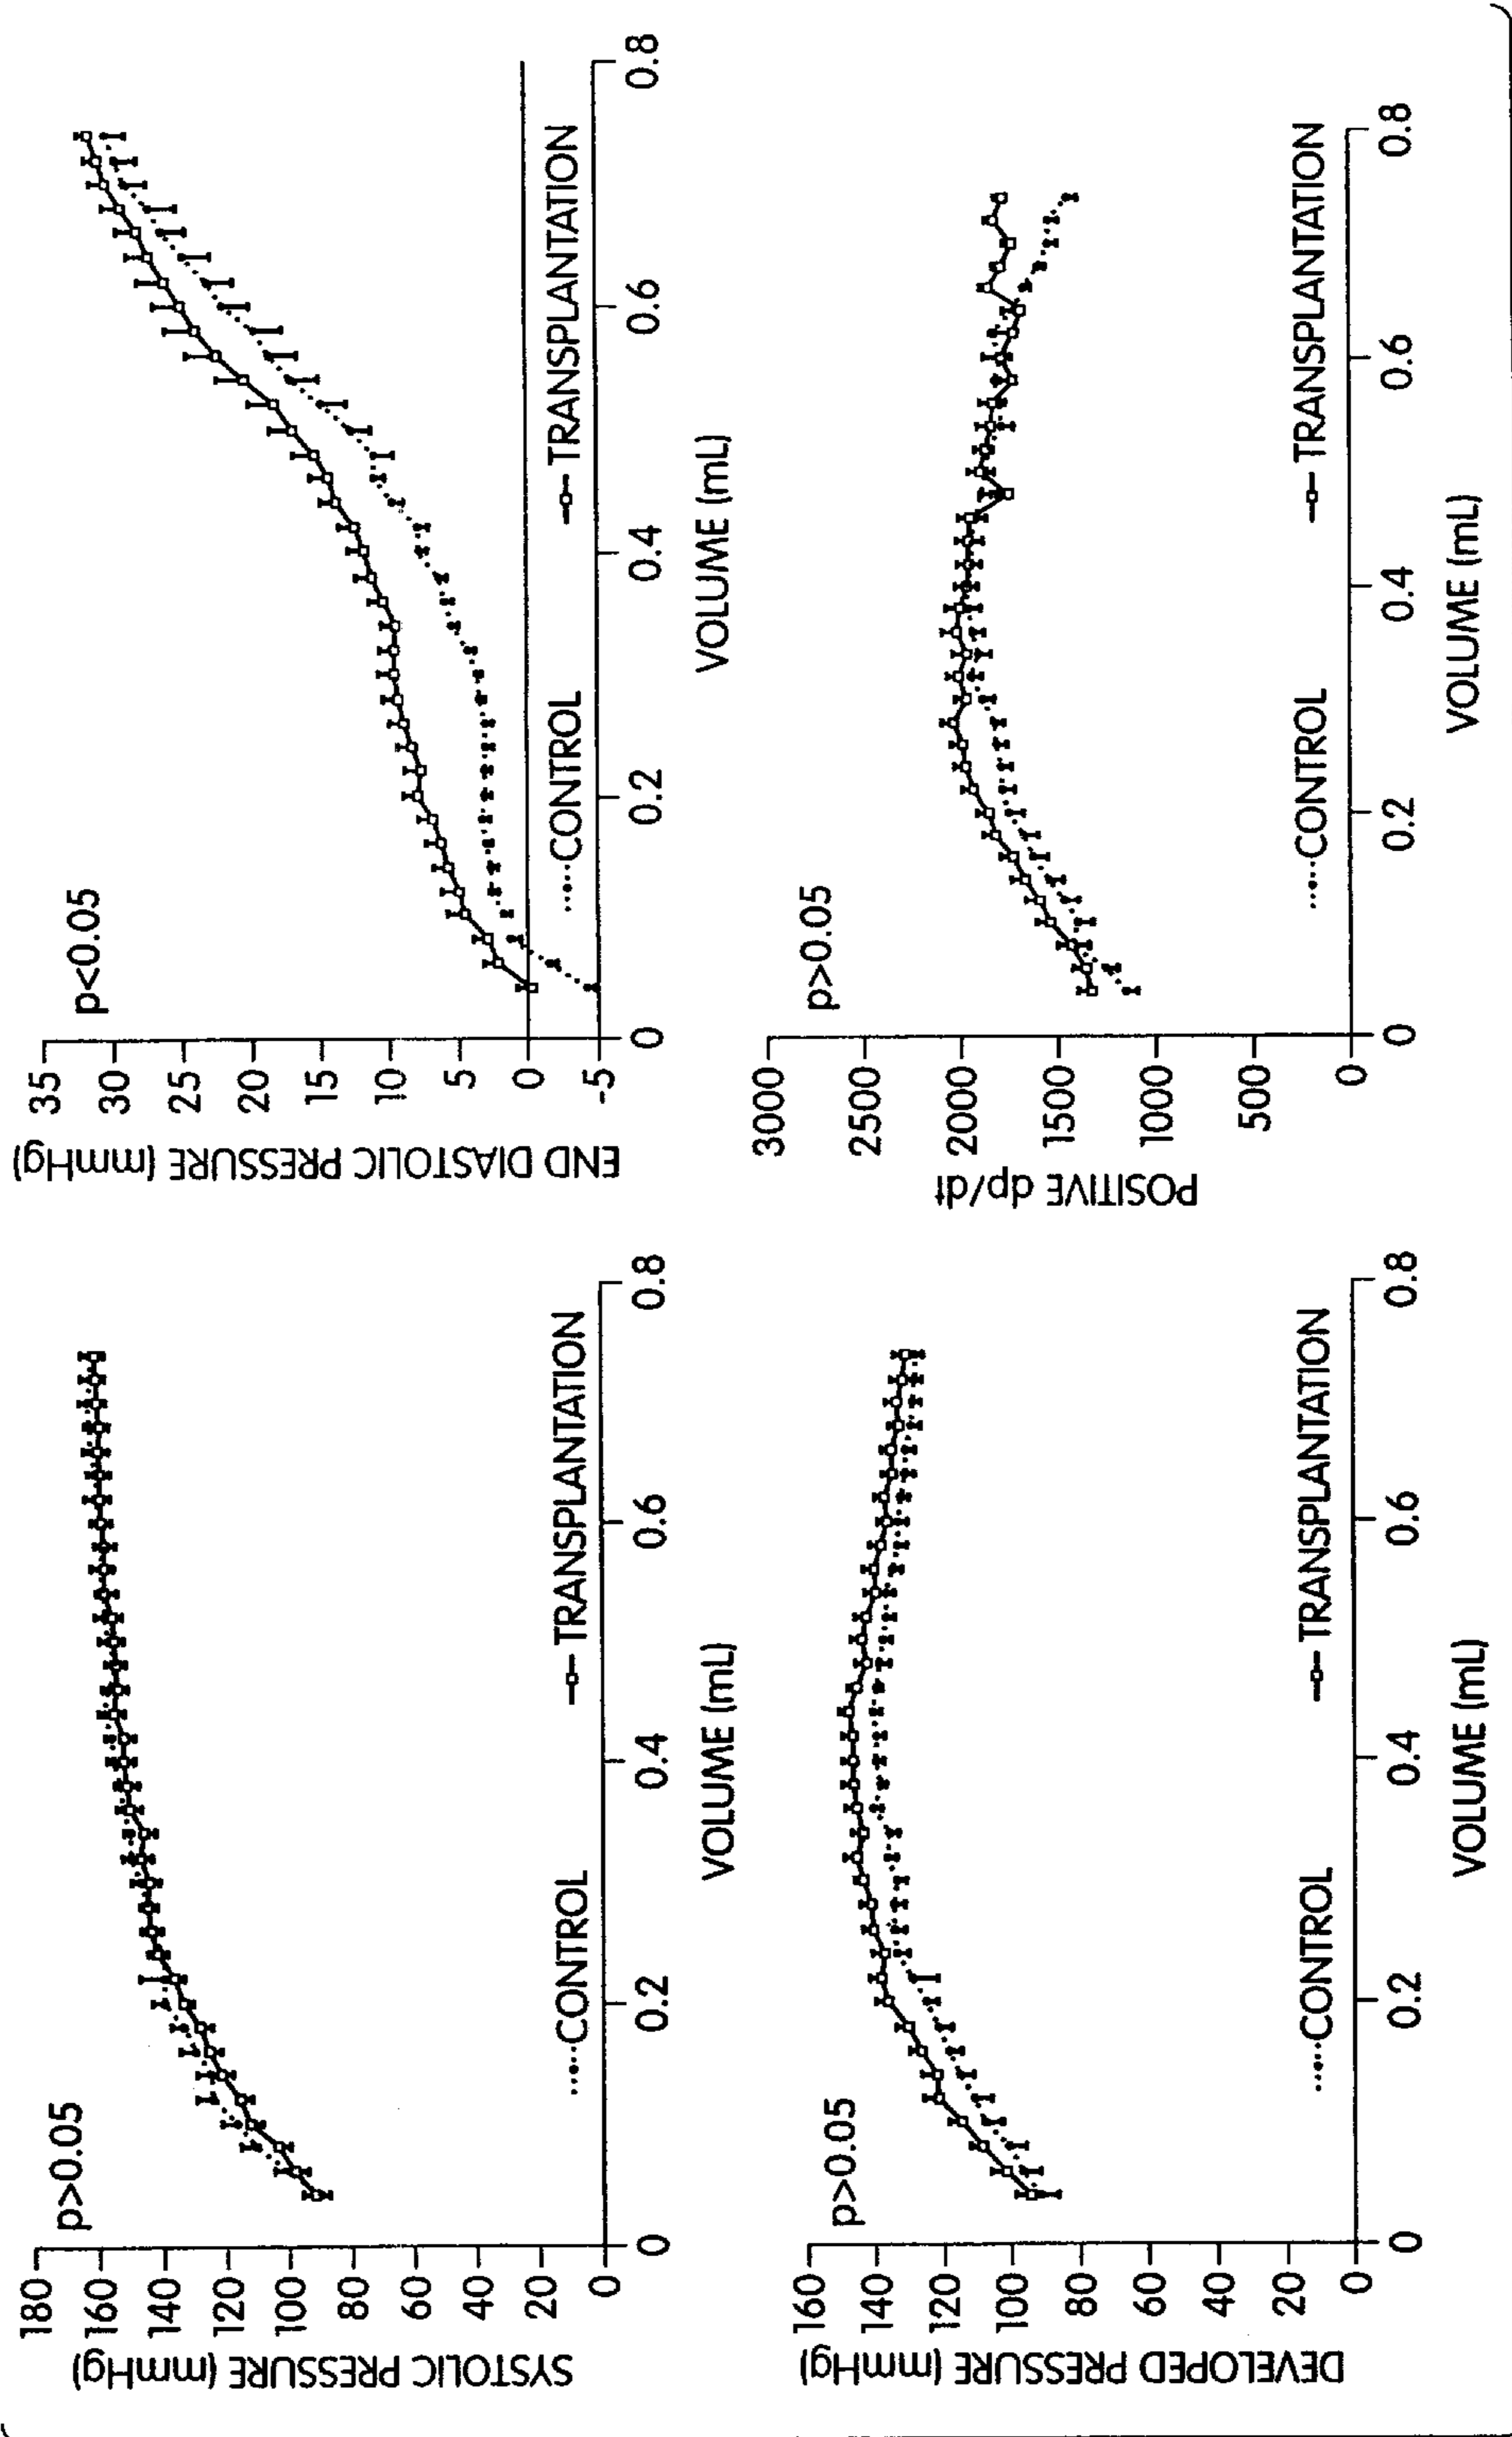 p>0.05
SYSTOLIC PRESSURE (mmHg)
180
160
140
120
100
80
60
40
20
0
0 0.2 0.4 0.6 0.8
CONTROL TRANSPLANTATION
VOLUME (mL)
p<0.05
END DIASTOLIC PRESSURE (mmHg)
35
30
25
20
15
10
5
0
-5
0 0.2 0.4 0.6 0.8
CONTROL TRANSPLANTATION
VOLUME (mL)
p>0.05
DEVELOPED PRESSURE (mmHg)
160
140
120
100
80
60
40
20
0
0 0.2 0.4 0.6 0.8
CONTROL TRANSPLANTATION
VOLUME (mL)
p>0.05
POSITIVE dp/dt
3000
2500
2000
1500
1000
500
0
0 0.2 0.4 0.6 0.8
CONTROL TRANSPLANTATION
VOLUME (mL)